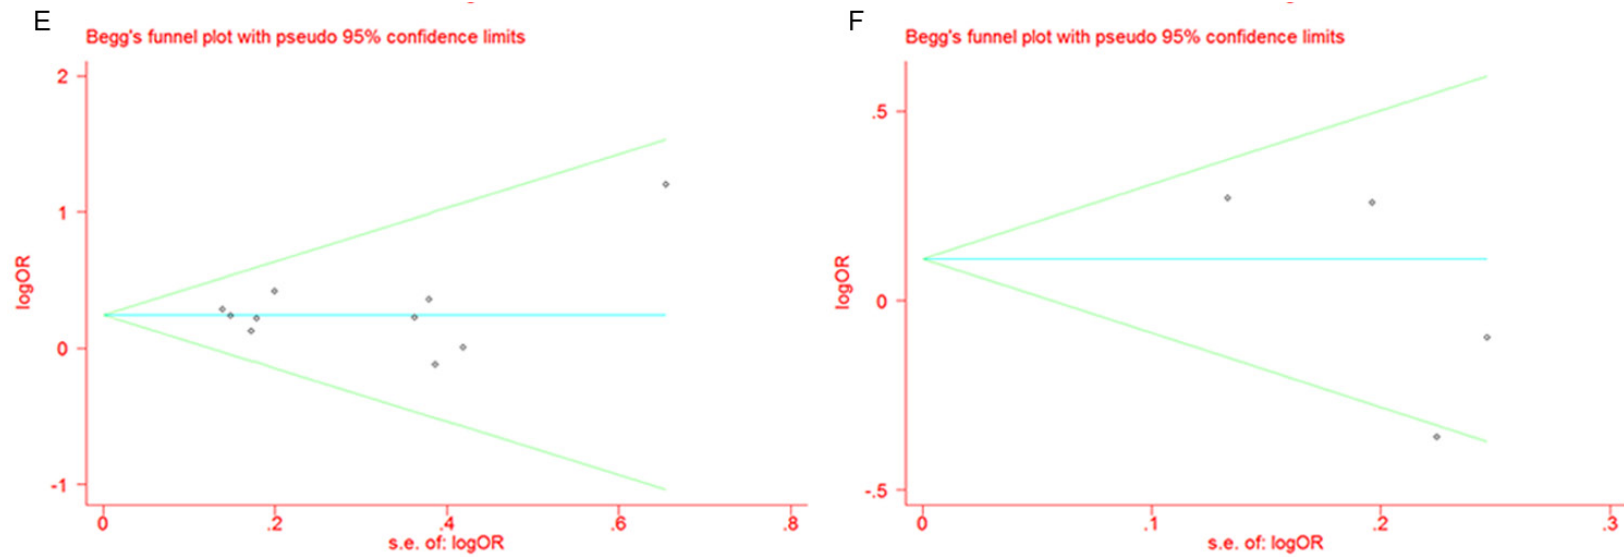 E
Begg's funnel plot with pseudo 95% confidence limits
2
1
0
-1
logOR
0 .2 .4 .6 .8
s.e. of: logOR
F
Begg's funnel plot with pseudo 95% confidence limits
.5
0
-.5
logOR
0 .1 .2 .3
s.e. of: logOR